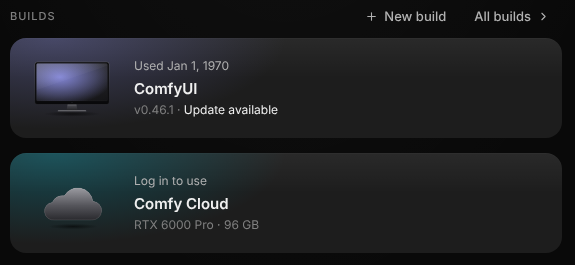 BUILDS
+ New build
All builds >
Used Jan 1, 1970
ComfyUI
v0.46.1 · Update available
Log in to use
Comfy Cloud
RTX 6000 Pro · 96 GB